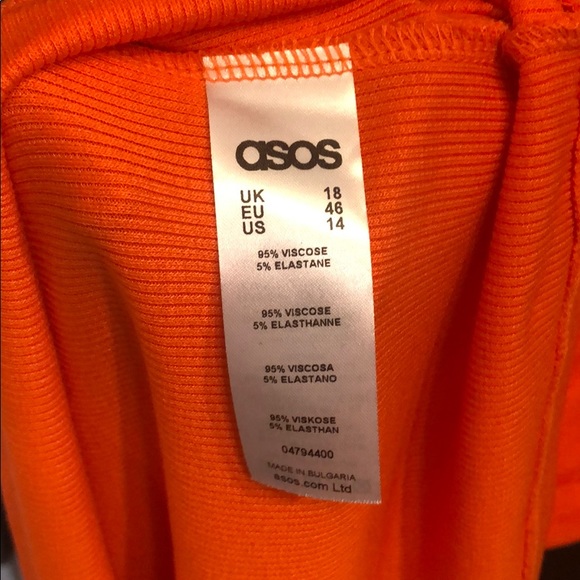 asos
UK 18
EU 46
US 14
95% VISCOSE
5% ELASTANE
95% VISCOSE
5% ELASTHANNE
95% VISCOSA
5% ELASTANO
95% VISKOSE
5% ELASTHAN
04794400
MADE IN BULGARIA
asos.com Ltd